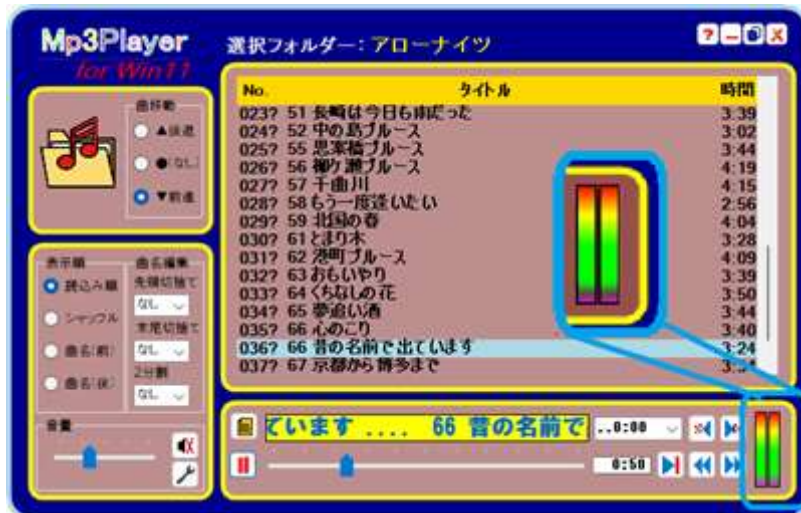 Mp3Player
for Win11
選択フォルダー：アローナイツ
曲移動
▲後退
●(なし)
▼前進
No. タイトル 時間
023? 51 長崎は今日も雨だった 3:39
024? 52 中の島ブルース 3:02
025? 55 思案橋ブルース 3:44
026? 56 柳ケ瀬ブルース 4:19
027? 57 千曲川 4:15
028? 58もう一度逢いたい 2:56
029? 59 北国の春 4:04
030? 61とまり木 3:28
031? 62 港町ブルース 4:09
032? 63おもいやり 3:39
033? 64くちなしの花 3:50
034? 65 夢追い酒 3:44
035? 66 心のこり 3:40
036? 66 昔の名前で出ています 3:24
037? 67 京都から博多まで
表示順
読込み順
シャッフル
曲名(前)
曲名(後)
曲名編集
先頭切捨て
なし
末尾切捨て
なし
2分割
なし
音量
ています .... 66 昔の名前で
..0:00
0:50